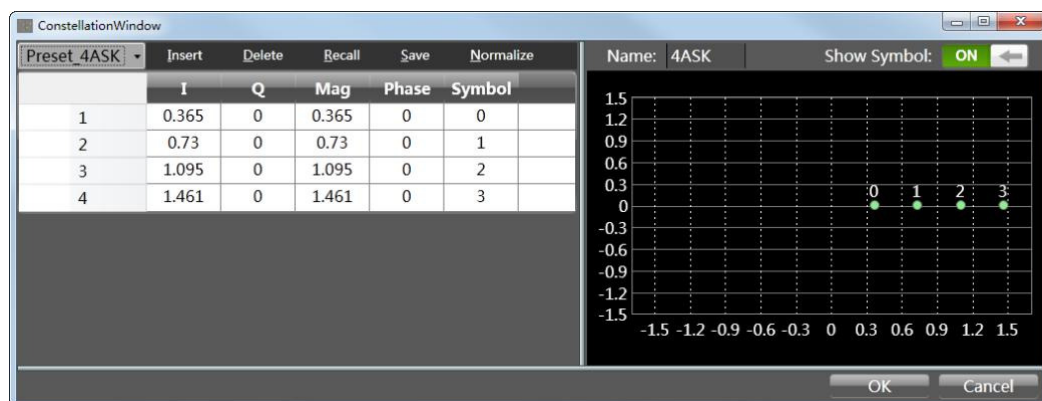 ConstellationWindow
Preset_4ASK Insert Delete Recall Save Normalize
I Q Mag Phase Symbol
1 0.365 0 0.365 0 0
2 0.73 0 0.73 0 1
3 1.095 0 1.095 0 2
4 1.461 0 1.461 0 3
Name: 4ASK Show Symbol: ON
1.5
1.2
0.9
0.6
0.3
0 1 2 3
0
-0.3
-0.6
-0.9
-1.2
-1.5
-1.5 -1.2 -0.9 -0.6 -0.3 0 0.3 0.6 0.9 1.2 1.5
OK Cancel